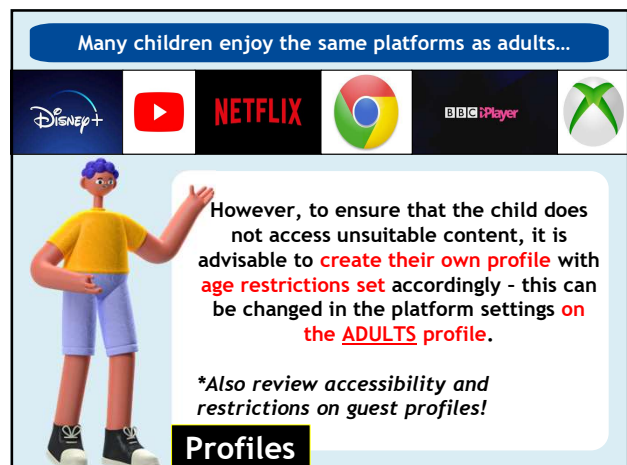 Many children enjoy the same platforms as adults…
Disney+
NETFLIX
BBC iPlayer
However, to ensure that the child does
not access unsuitable content, it is
advisable to create their own profile with
age restrictions set accordingly – this can
be changed in the platform settings on
the ADULTS profile.
*Also review accessibility and
restrictions on guest profiles!
Profiles